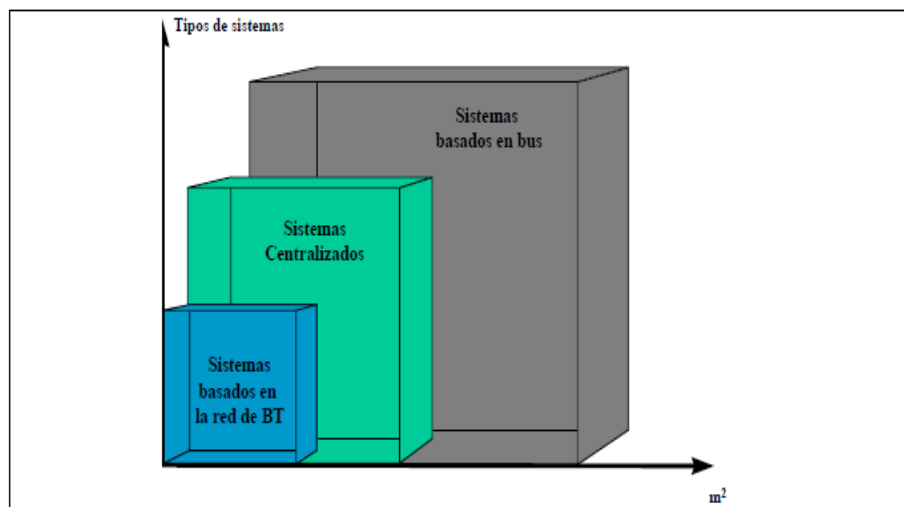 Tipos de sistemas
Sistemas
basados en bus
Sistemas
Centralizados
Sistemas
basados en
la red de BT
m²